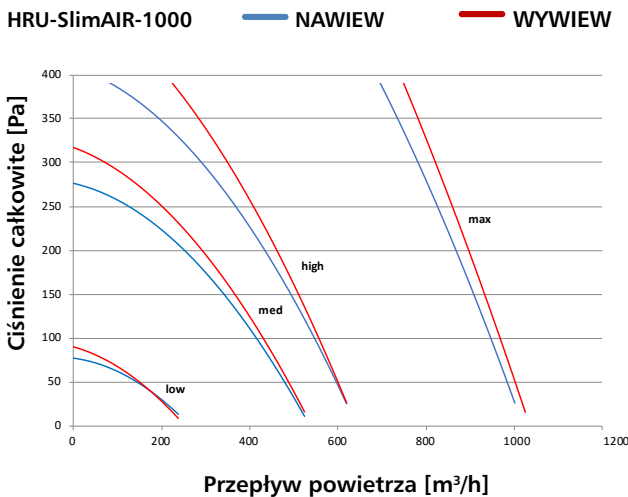 HRU-SlimAIR-1000 NAWIEW WYWIEW
Ciśnienie całkowite [Pa]
400
350
300
250
200
150
100
50
0
max
high
med
low
0 200 400 600 800 1000 1200
Przepływ powietrza [m³/h]